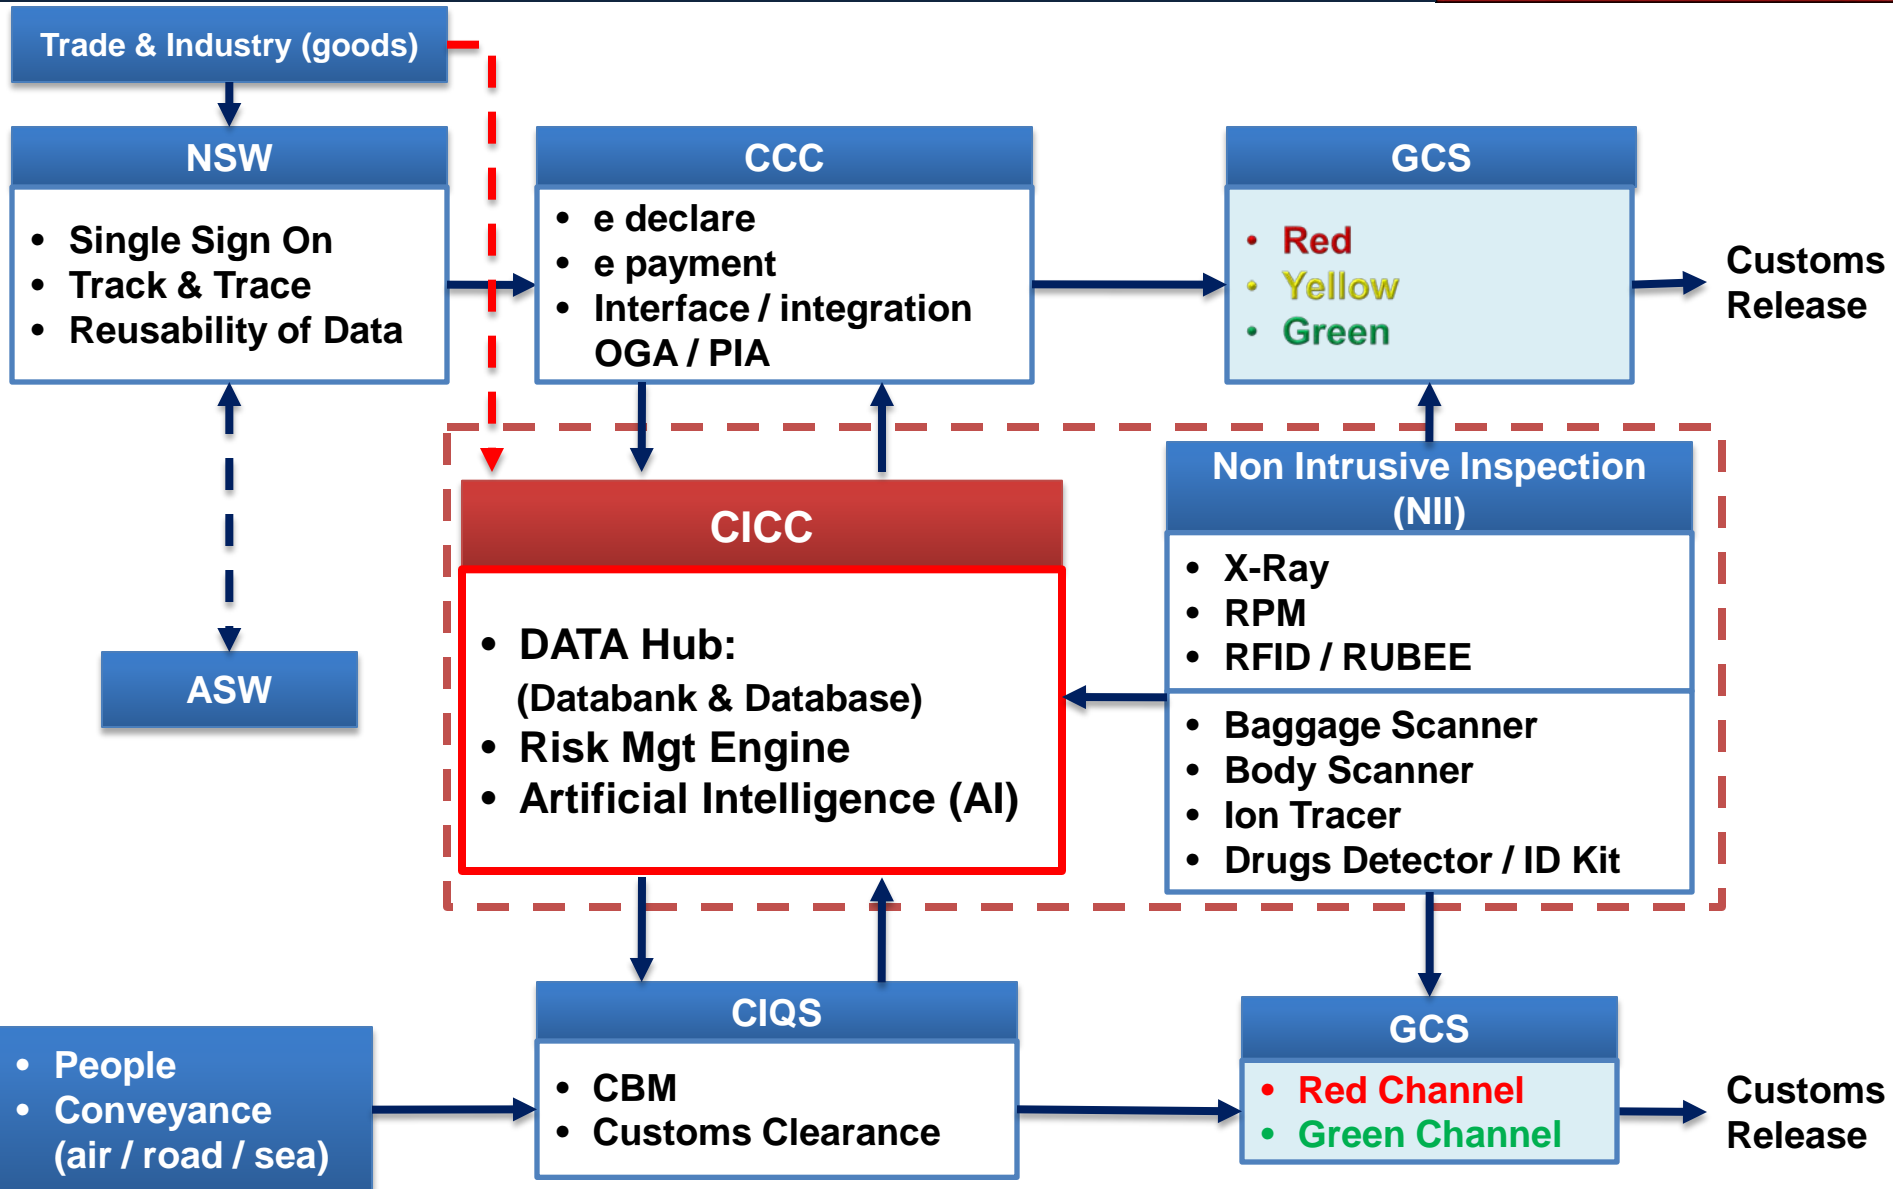 Trade & Industry (goods)
NSW
• Single Sign On
• Track & Trace
• Reusability of Data
ASW
CCC
• e declare
• e payment
• Interface / integration
OGA / PIA
GCS
• Red
• Yellow
• Green
Customs
Release
CICC
• DATA Hub:
(Databank & Database)
• Risk Mgt Engine
• Artificial Intelligence (AI)
Non Intrusive Inspection
(NII)
• X-Ray
• RPM
• RFID / RUBEE
• Baggage Scanner
• Body Scanner
• Ion Tracer
• Drugs Detector / ID Kit
• People
• Conveyance
(air / road / sea)
CIQS
• CBM
• Customs Clearance
GCS
• Red Channel
• Green Channel
Customs
Release